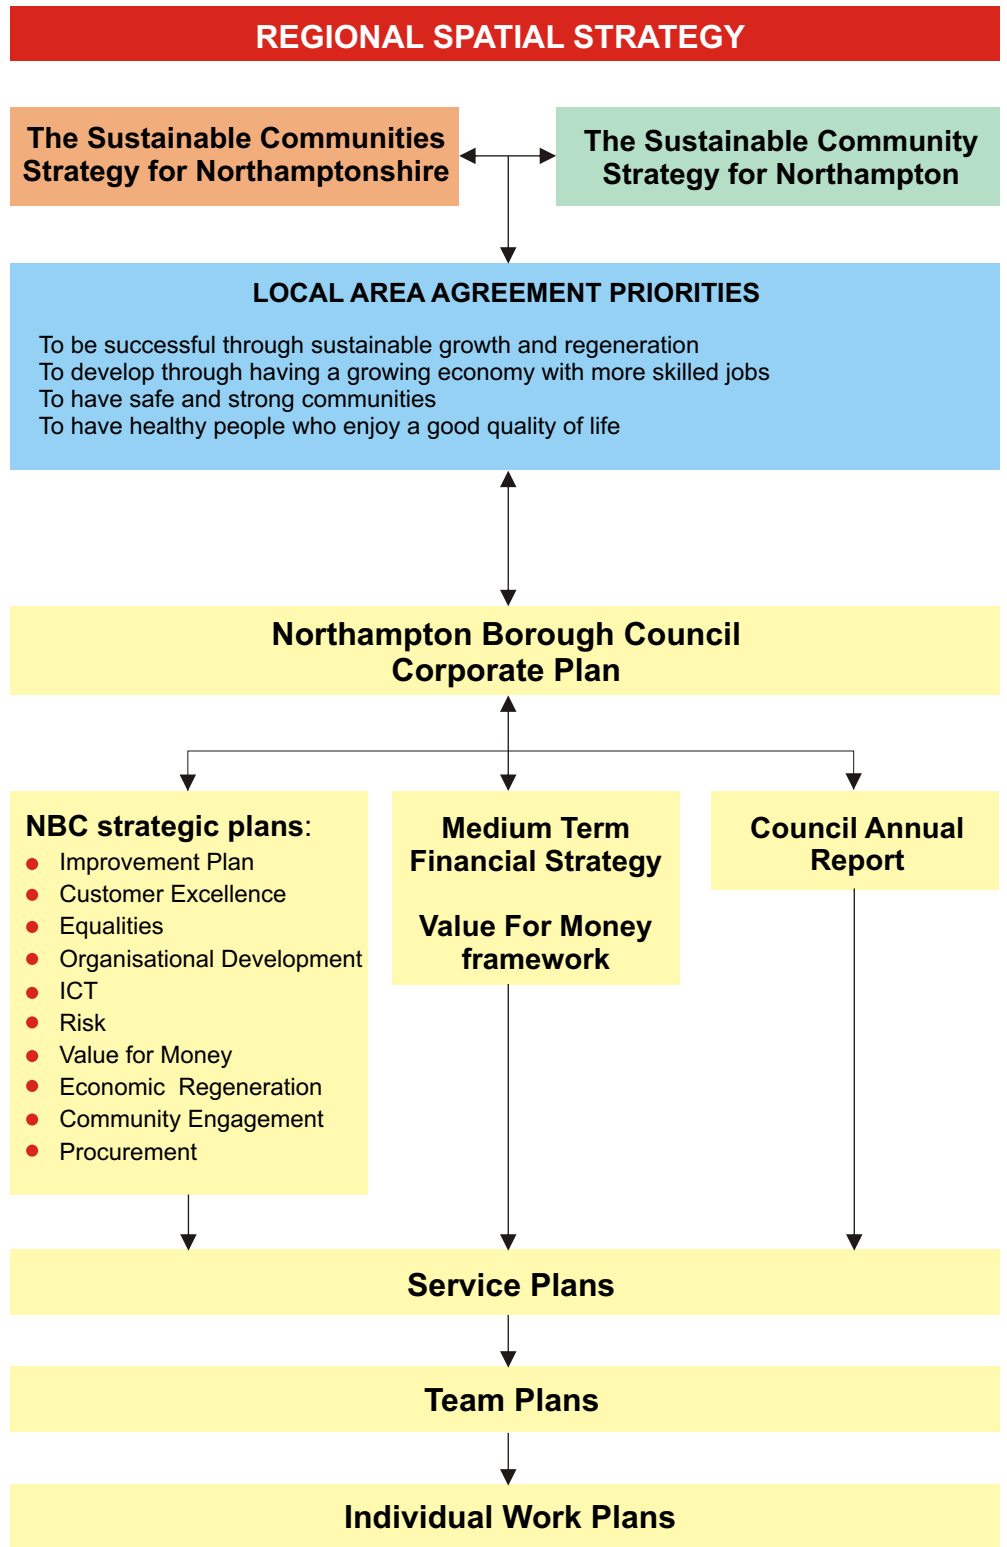 REGIONAL SPATIAL STRATEGY
The Sustainable Communities
Strategy for Northamptonshire
The Sustainable Community
Strategy for Northampton
LOCAL AREA AGREEMENT PRIORITIES
To be successful through sustainable growth and regeneration
To develop through having a growing economy with more skilled jobs
To have safe and strong communities
To have healthy people who enjoy a good quality of life
Northampton Borough Council
Corporate Plan
NBC strategic plans:
Improvement Plan
Customer Excellence
Equalities
Organisational Development
ICT
Risk
Value for Money
Economic Regeneration
Community Engagement
Procurement
Medium Term
Financial Strategy
Value For Money
framework
Council Annual
Report
Service Plans
Team Plans
Individual Work Plans